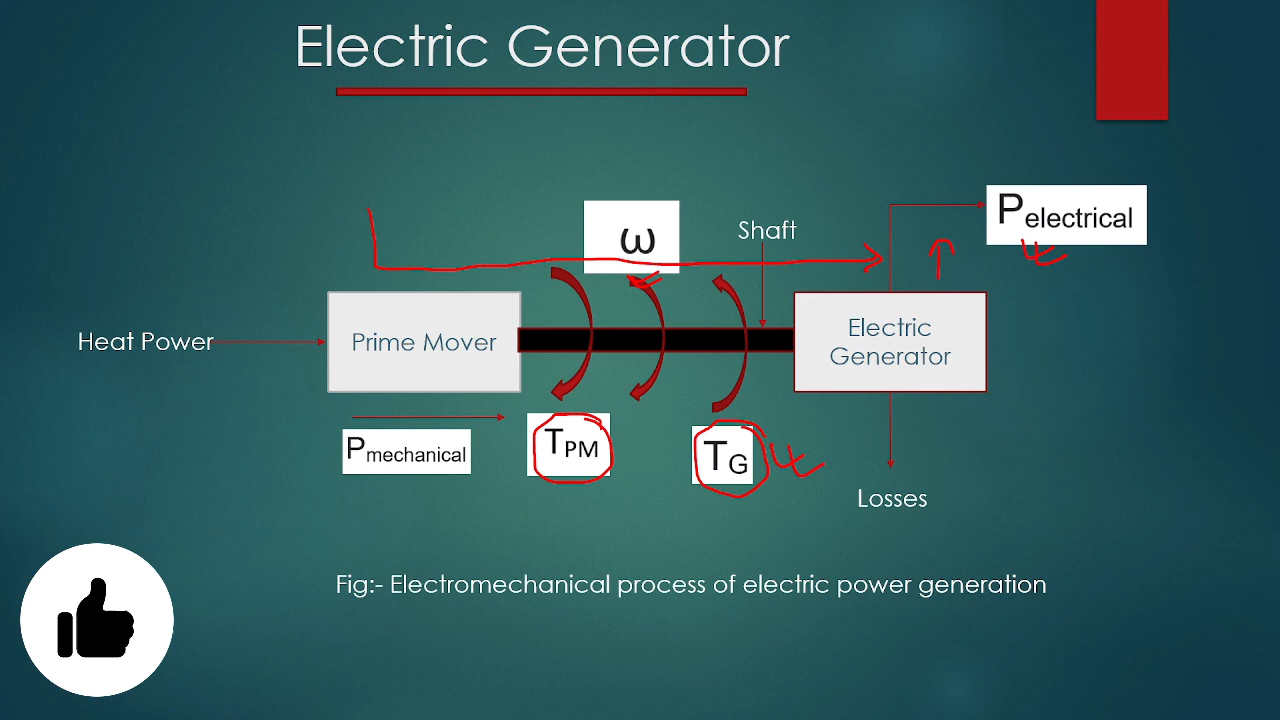 Electric Generator
ω
Shaft
Pelectrical
Heat Power
Prime Mover
Electric
Generator
Pmechanical
TPM
TG
Losses
Fig:- Electromechanical process of electric power generation